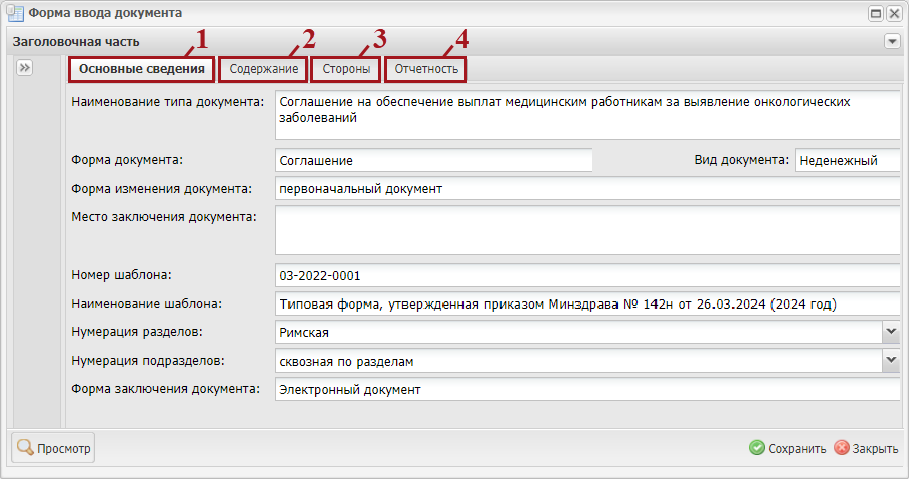 Форма ввода документа
Заголовочная часть
1 2 3 4
Основные сведения Содержание Стороны Отчетность
Наименование типа документа: Соглашение на обеспечение выплат медицинским работникам за выявление онкологических
заболеваний
Форма документа: Соглашение Вид документа: Неденежный
Форма изменения документа: первоначальный документ
Место заключения документа:
Номер шаблона: 03-2022-0001
Наименование шаблона: Типовая форма, утвержденная приказом Минздрава № 142н от 26.03.2024 (2024 год)
Нумерация разделов: Римская
Нумерация подразделов: сквозная по разделам
Форма заключения документа: Электронный документ
Просмотр Сохранить Закрыть